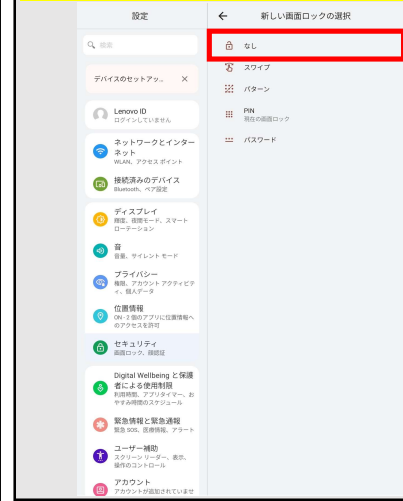 設定
検索
デバイスのセットアッ...
Lenovo ID
ログインしていません
ネットワークとインター
ネット
WLAN、アクセス ポイント
接続済みのデバイス
Bluetooth、ペア設定
ディスプレイ
輝度、夜間モード、スマート
ローテーション
音
音量、サイレント モード
プライバシー
権限、アカウント アクティビテ
ィ、個人データ
位置情報
ON - 2 個のアプリに位置情報へ
のアクセスを許可
セキュリティ
画面ロック、顔認証
Digital Wellbeing と保護
者による使用制限
利用時間、アプリタイマー、お
やすみ時間のスケジュール
緊急情報と緊急通報
緊急 SOS、医療情報、アラート
ユーザー補助
スクリーン リーダー、表示、
操作のコントロール
アカウント
アカウントが追加されていませ
新しい画面ロックの選択
なし
スワイプ
パターン
PIN
現在の画面ロック
パスワード